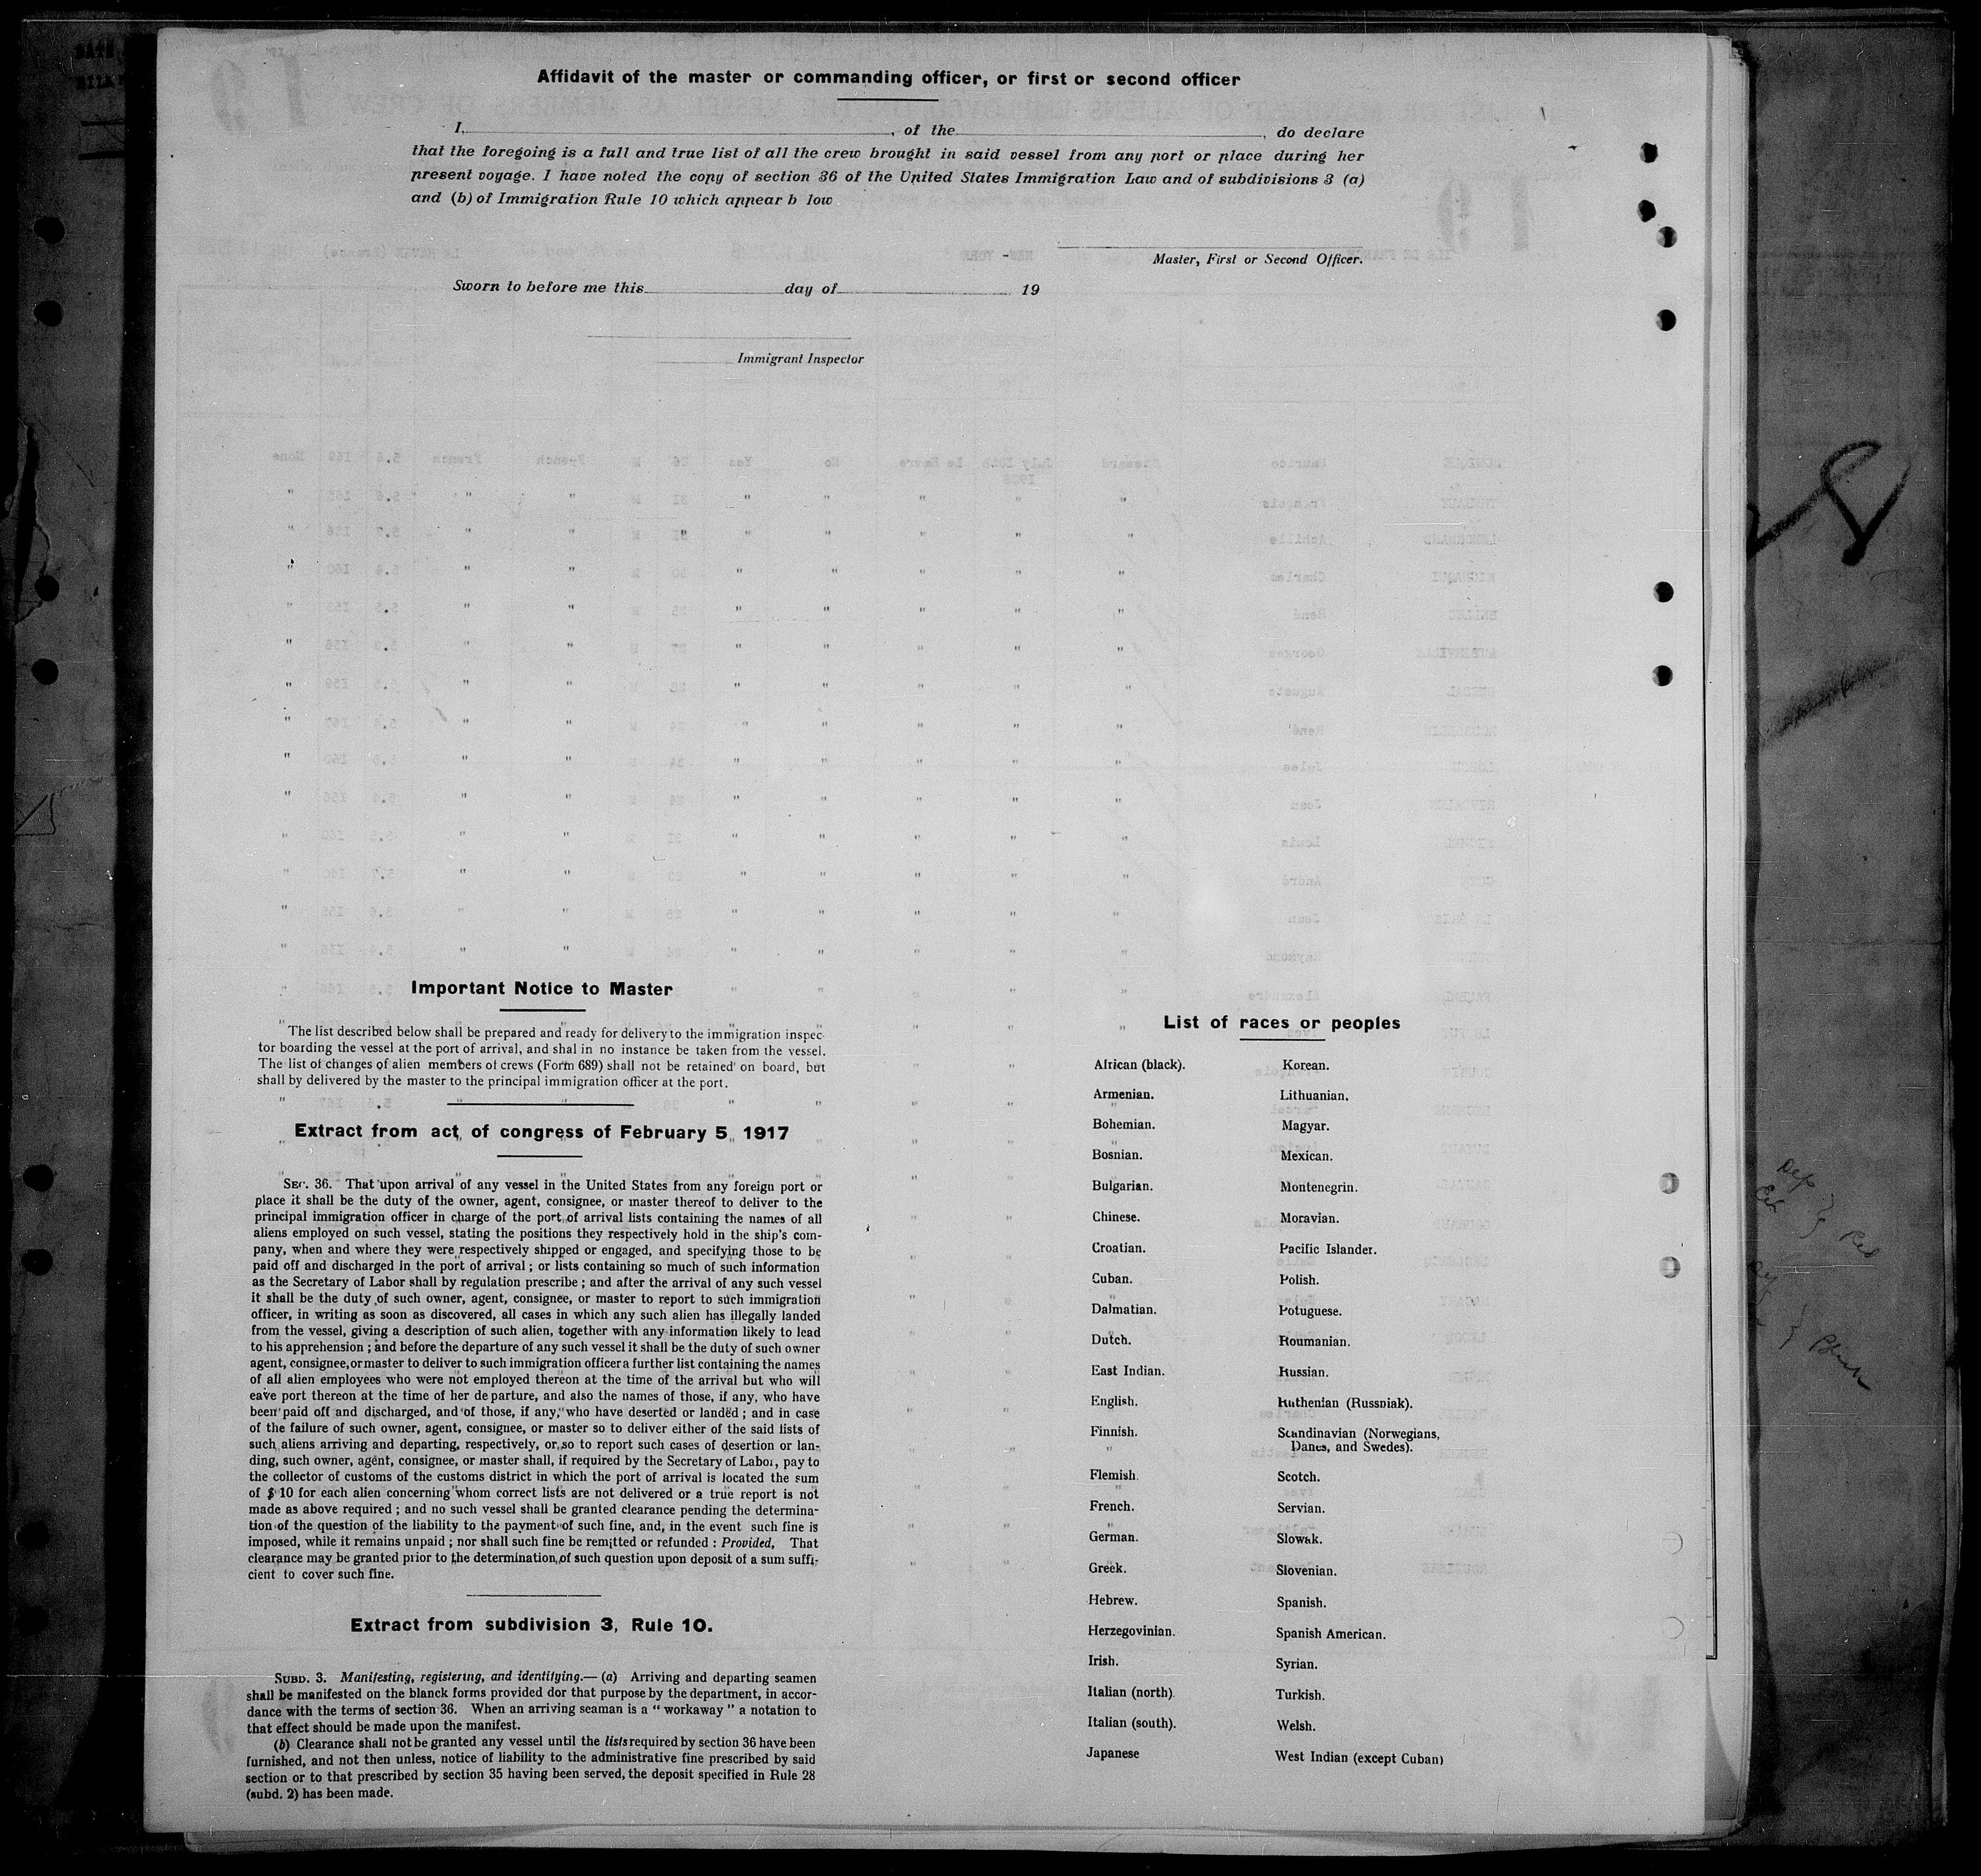 Affidavit of the master or commanding officer, or first or second officer
I, , of the , do declare
that the foregoing is a full and true list of all the crew brought in said vessel from any port or place during her
present voyage. I have noted the copy of section 36 of the United States Immigration Law and of subdivisions 3 (a)
and (b) of Immigration Rule 10 which appear b low
Master, First or Second Officer.
Sworn to before me this day of 19
Immigrant Inspector
Important Notice to Master
The list described below shall be prepared and ready for delivery to the immigration inspec-
tor boarding the vessel at the port of arrival, and shal in no instance be taken from the vessel.
The list of changes of alien members of crews (Form 689) shall not be retained on board, but
shall by delivered by the master to the principal immigration officer at the port.
Extract from act of congress of February 5, 1917
SEC. 36. That upon arrival of any vessel in the United States from any foreign port or
place it shall be the duty of the owner, agent, consignee, or master thereof to deliver to the
principal immigration officer in charge of the port of arrival lists containing the names of all
aliens employed on such vessel, stating the positions they respectively hold in the ship's com-
pany, when and where they were respectively shipped or engaged, and specifying those to be
paid off and discharged in the port of arrival ; or lists containing so much of such information
as the Secretary of Labor shall by regulation prescribe ; and after the arrival of any such vessel
it shall be the duty of such owner, agent, consignee, or master to report to such immigration
officer, in writing as soon as discovered, all cases in which any such alien has illegally landed
from the vessel, giving a description of such alien, together with any information likely to lead
to his apprehension ; and before the departure of any such vessel it shall be the duty of such owner
agent, consignee, or master to deliver to such immigration officer a further list containing the names
of all alien employees who were not employed thereon at the time of the arrival but who will
eave port thereon at the time of her de parture, and also the names of those, if any, who have
been paid off and discharged, and of those, if any, who have deserted or landed ; and in case
of the failure of such owner, agent, consignee, or master so to deliver either of the said lists of
such aliens arriving and departing, respectively, or so to report such cases of desertion or lan-
ding, such owner, agent, consignee, or master shall, if required by the Secretary of Labor, pay to
the collector of customs of the customs district in which the port of arrival is located the sum
of $ 10 for each alien concerning whom correct lists are not delivered or a true report is not
made as above required ; and no such vessel shall be granted clearance pending the determina-
tion of the question of the liability to the payment of such fine, and, in the event such fine is
imposed, while it remains unpaid ; nor shall such fine be remitted or refunded : Provided, That
clearance may be granted prior to the determination of such question upon deposit of a sum suffi-
cient to cover such fine.
Extract from subdivision 3, Rule 10.
SUBD. 3. Manifesting, registering, and identifying.— (a) Arriving and departing seamen
shall be manifested on the blanck forms provided dor that purpose by the department, in accor-
dance with the terms of section 36. When an arriving seaman is a " workaway " a notation to
that effect should be made upon the manifest.
(b) Clearance shall not be granted any vessel until the lists required by section 36 have been
furnished, and not then unless, notice of liability to the administrative fine prescribed by said
section or to that prescribed by section 35 having been served, the deposit specified in Rule 28
(subd. 2) has been made.
List of races or peoples
African (black). Korean.
Armenian. Lithuanian.
Bohemian. Magyar.
Bosnian. Mexican.
Bulgarian. Montenegrin.
Chinese. Moravian.
Croatian. Pacific Islander.
Cuban. Polish.
Dalmatian. Potuguese.
Dutch. Roumanian.
East Indian. Russian.
English. Ruthenian (Russniak).
Finnish. Scandinavian (Norwegians,
Danes, and Swedes).
Flemish Scotch.
French. Servian.
German. Slowak.
Greek. Slovenian.
Hebrew. Spanish.
Herzegovinian. Spanish American.
Irish. Syrian.
Italian (north) Turkish.
Italian (south). Welsh.
Japanese West Indian (except Cuban)